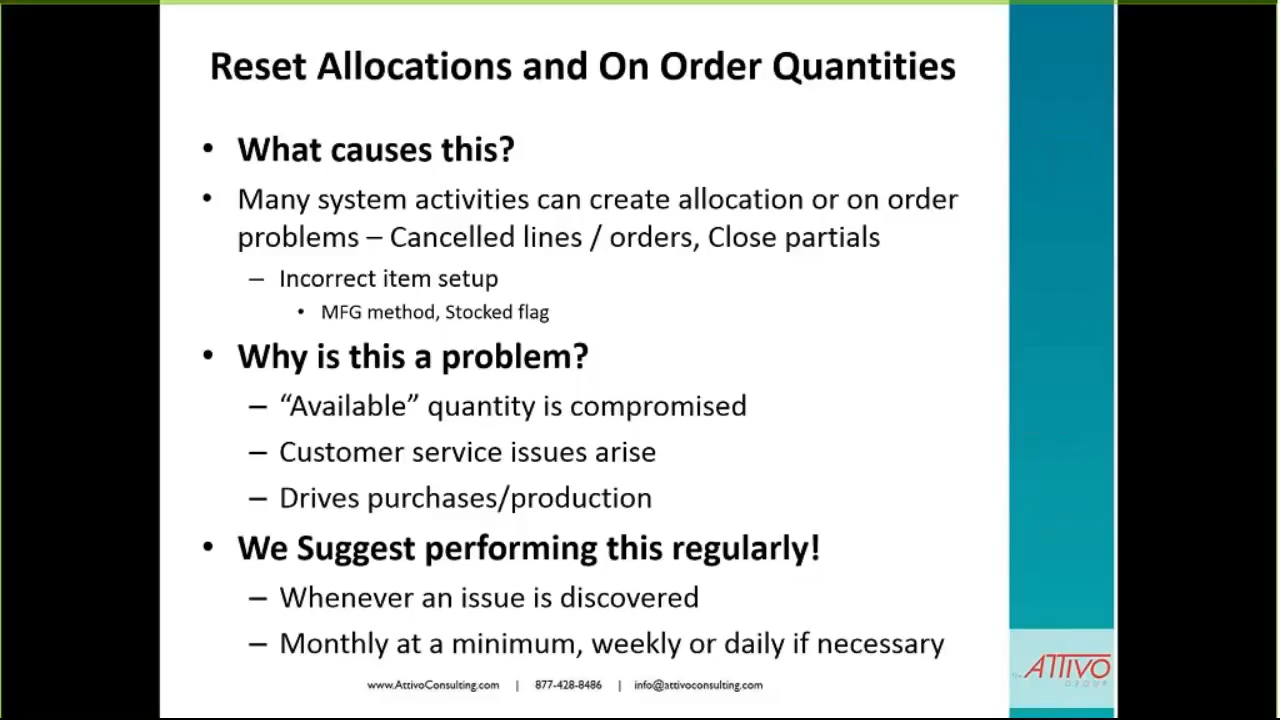 Reset Allocations and On Order Quantities
• What causes this?
• Many system activities can create allocation or on order
problems – Cancelled lines / orders, Close partials
– Incorrect item setup
• MFG method, Stocked flag
• Why is this a problem?
– “Available” quantity is compromised
– Customer service issues arise
– Drives purchases/production
• We Suggest performing this regularly!
– Whenever an issue is discovered
– Monthly at a minimum, weekly or daily if necessary
www.AttivoConsulting.com | 877-428-8486 | info@attivoconsulting.com
ATTIVO
GROUP